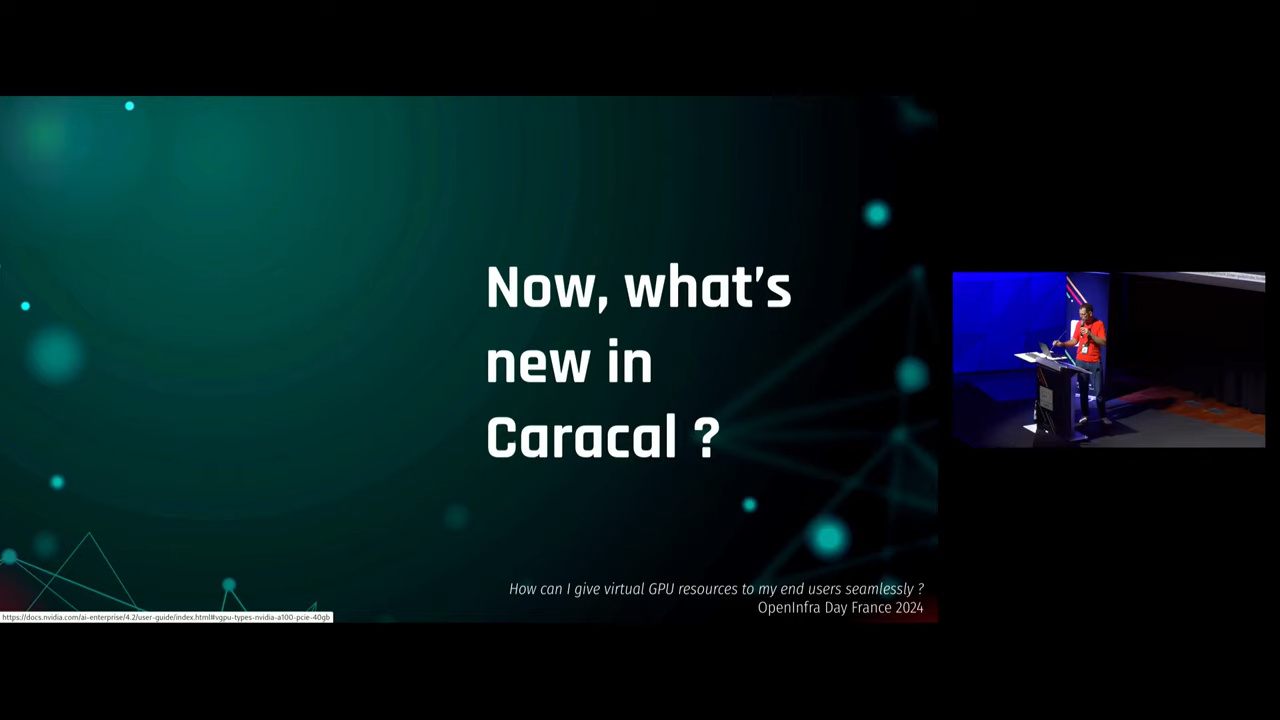 Now, what's
new in
Caracal ?
How can I give virtual GPU resources to my end users seamlessly ?
OpenInfra Day France 2024
https://docs.nvidia.com/ai-enterprise/4.2/user-guide/index.html#vgpu-types-nvidia-a100-pcie-40gb